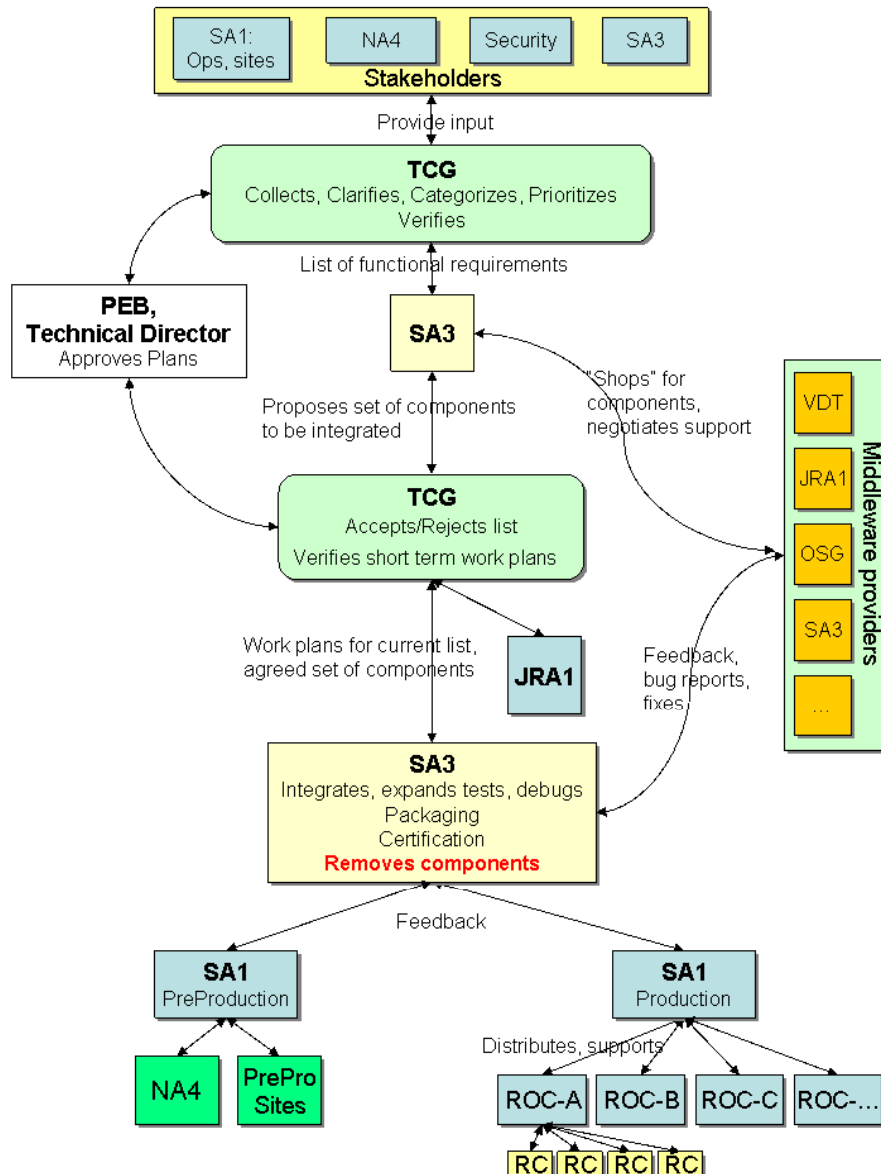 SA1:
Ops, sites
NA4
Security
SA3
Stakeholders
Provide input
TCG
Collects, Clarifies, Categorizes, Prioritizes
Verifies
List of functional requirements
PEB,
Technical Director
Approves Plans
SA3
"Shops" for
components,
negotiates support
Proposes set of components
to be integrated
VDT
JRA1
OSG
SA3
...
Middleware providers
TCG
Accepts/Rejects list
Verifies short term work plans
Work plans for current list,
agreed set of components
JRA1
Feedback,
bug reports,
fixes
SA3
Integrates, expands tests, debugs
Packaging
Certification
Removes components
Feedback
SA1
PreProduction
SA1
Production
NA4
PrePro
Sites
Distributes, supports
ROC-A
ROC-B
ROC-C
ROC-...
RC
RC
RC
RC